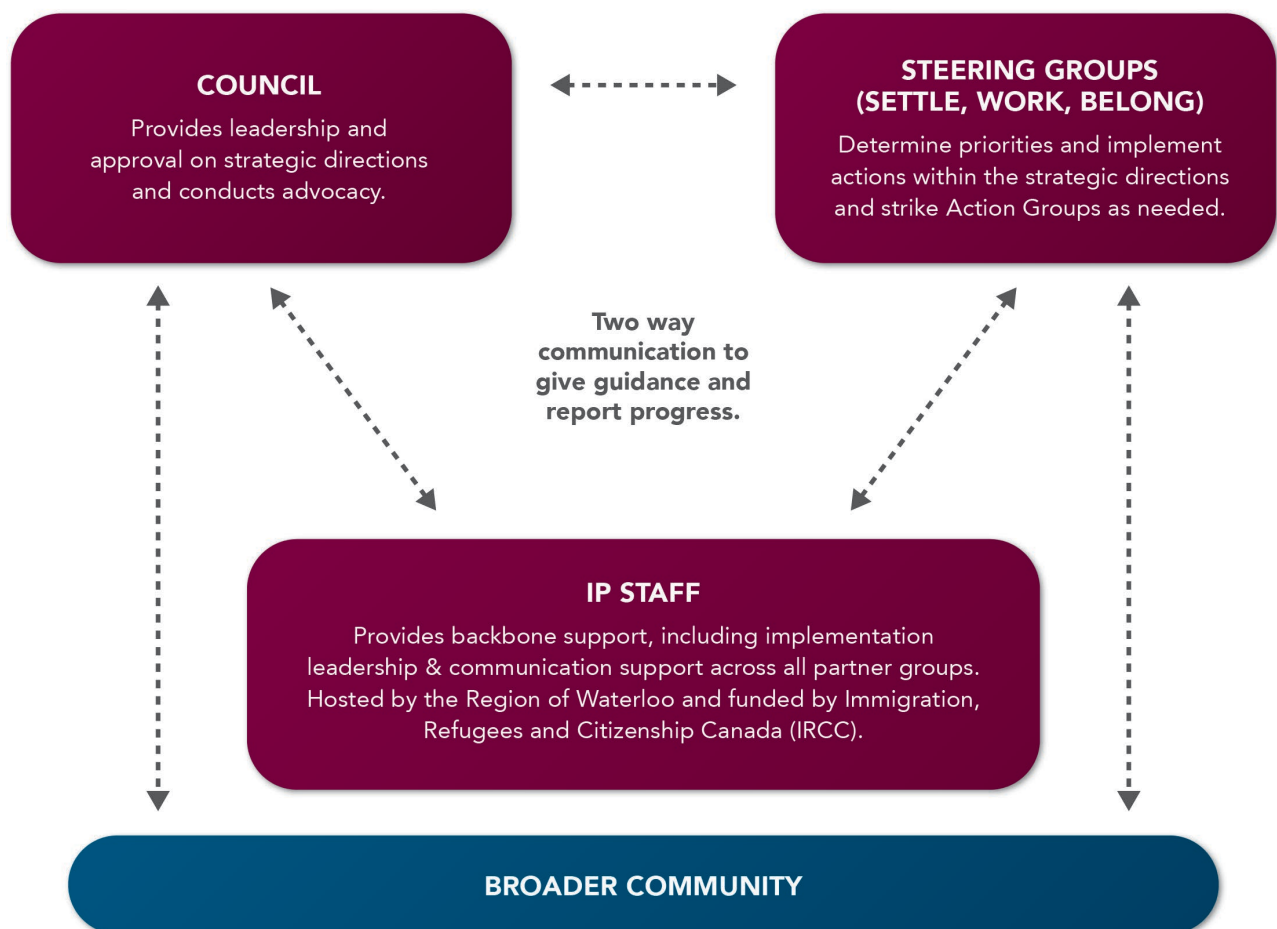 COUNCIL
Provides leadership and
approval on strategic directions
and conducts advocacy.
STEERING GROUPS
(SETTLE, WORK, BELONG)
Determine priorities and implement
actions within the strategic directions
and strike Action Groups as needed.
Two way
communication to
give guidance and
report progress.
IP STAFF
Provides backbone support, including implementation
leadership & communication support across all partner groups.
Hosted by the Region of Waterloo and funded by Immigration,
Refugees and Citizenship Canada (IRCC).
BROADER COMMUNITY